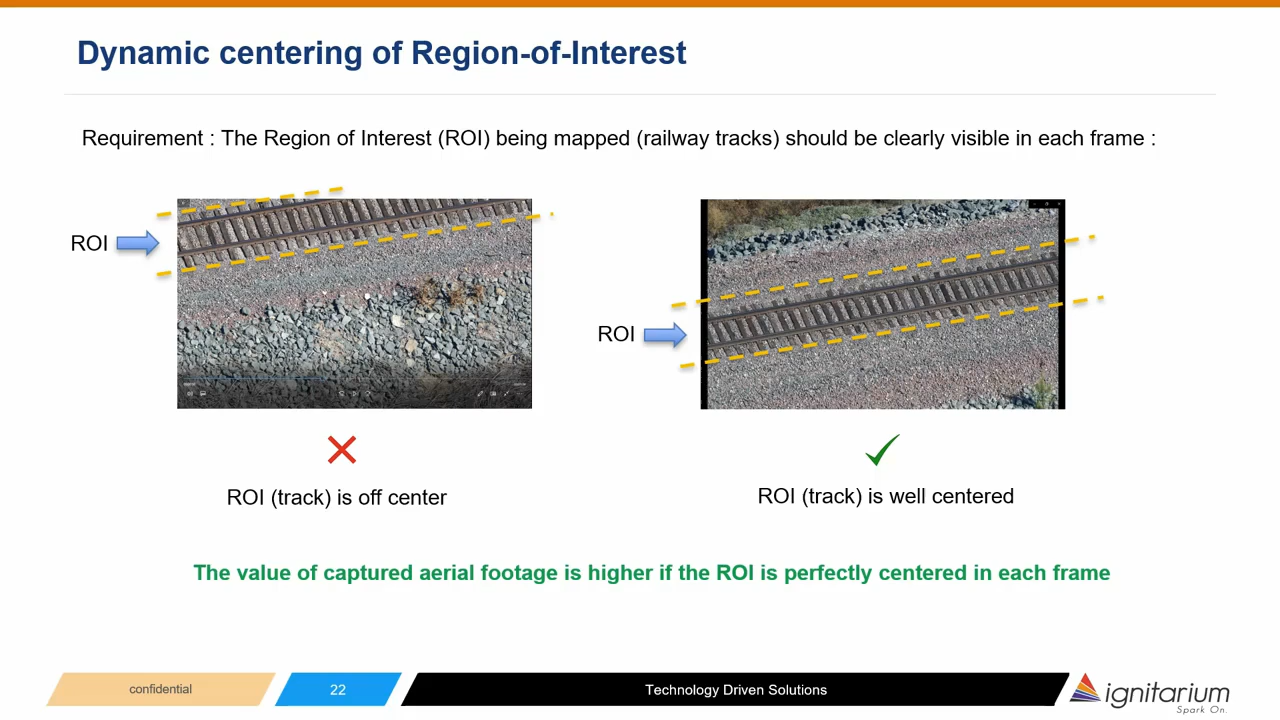 Dynamic centering of Region-of-Interest
Requirement : The Region of Interest (ROI) being mapped (railway tracks) should be clearly visible in each frame :
ROI
ROI
ROI (track) is off center
ROI (track) is well centered
The value of captured aerial footage is higher if the ROI is perfectly centered in each frame
confidential
22
Technology Driven Solutions
ignitarium
Spark On.